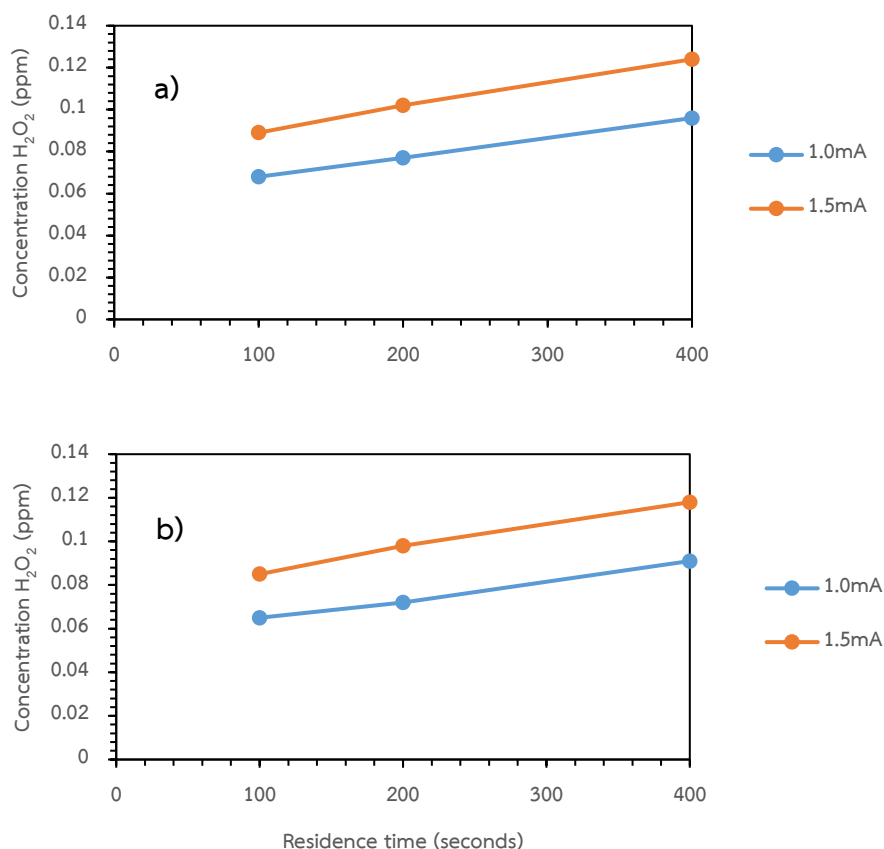 0.14
0.12
0.1
0.08
0.06
0.04
0.02
0
Concentration H₂O₂ (ppm)
a)
1.0mA
1.5mA
0 100 200 300 400
0.14
0.12
0.1
0.08
0.06
0.04
0.02
0
Concentration H₂O₂ (ppm)
b)
1.0mA
1.5mA
0 100 200 300 400
Residence time (seconds)